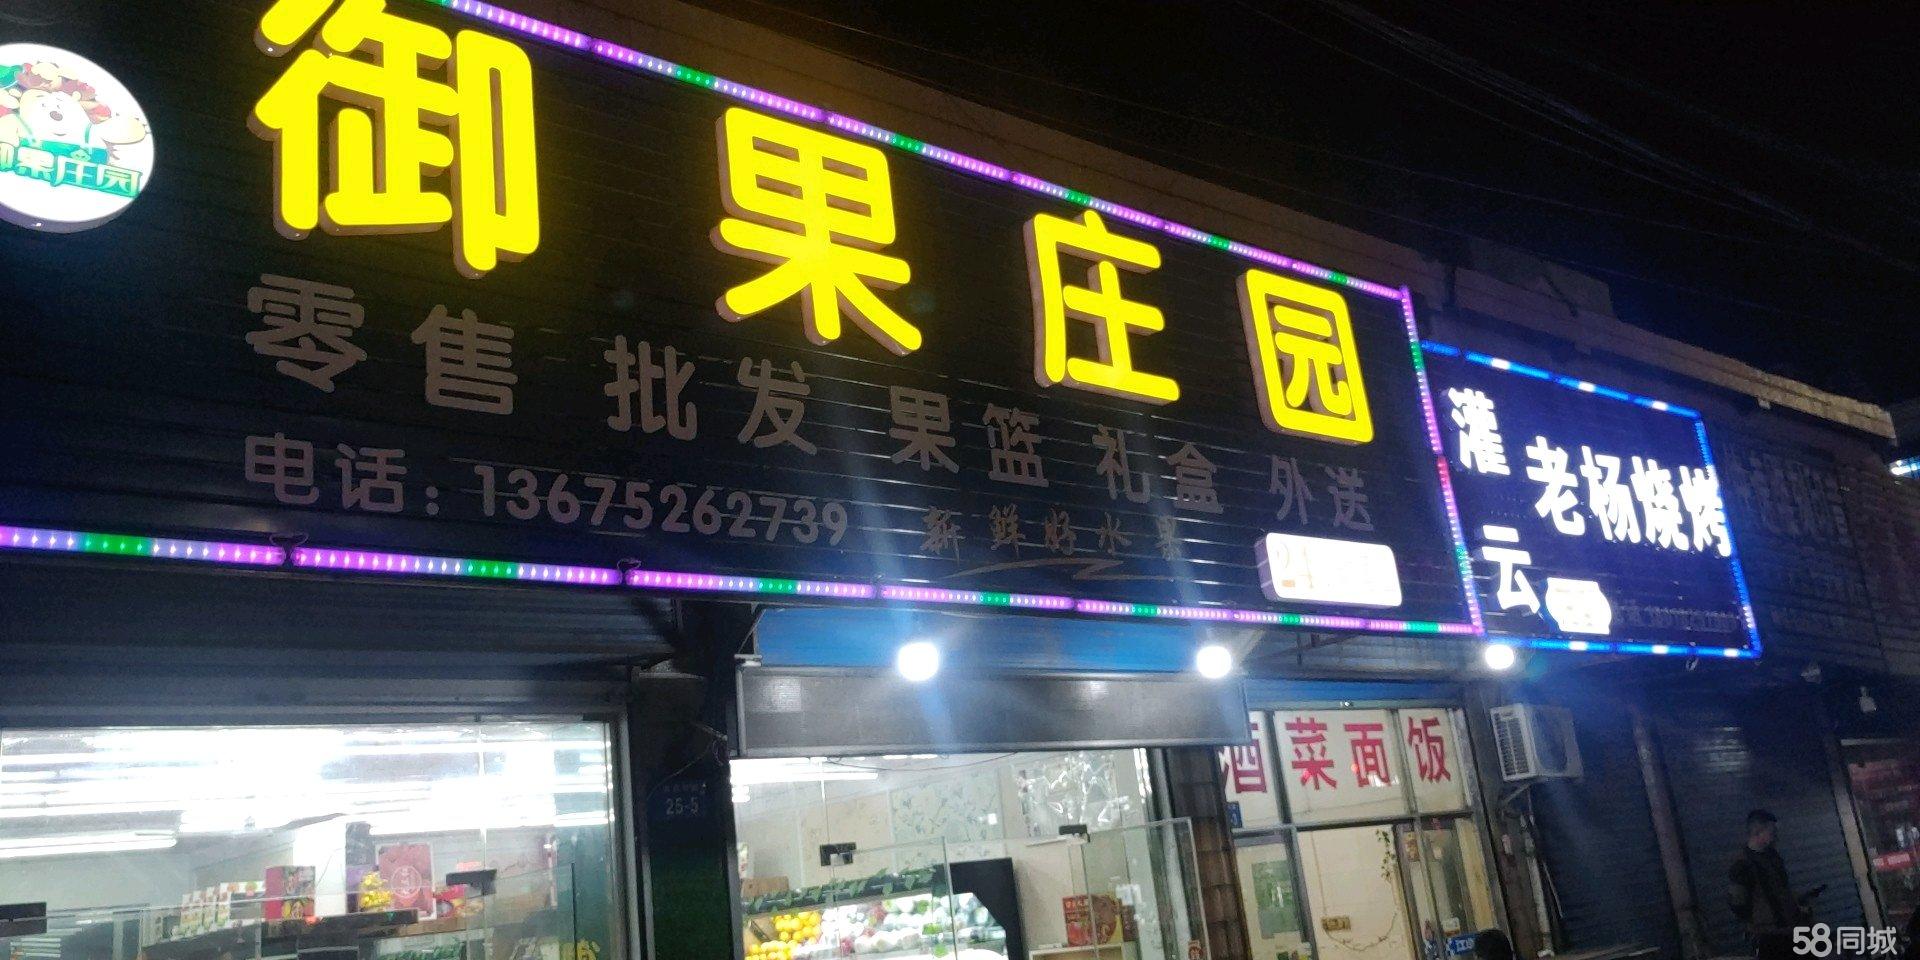 御果庄园
御果庄园
零售 批发 果篮 礼盒 外送
电话：13675262739
新鲜好水果
24
灌云
老杨烧烤
酒菜面饭
26-5
58同城